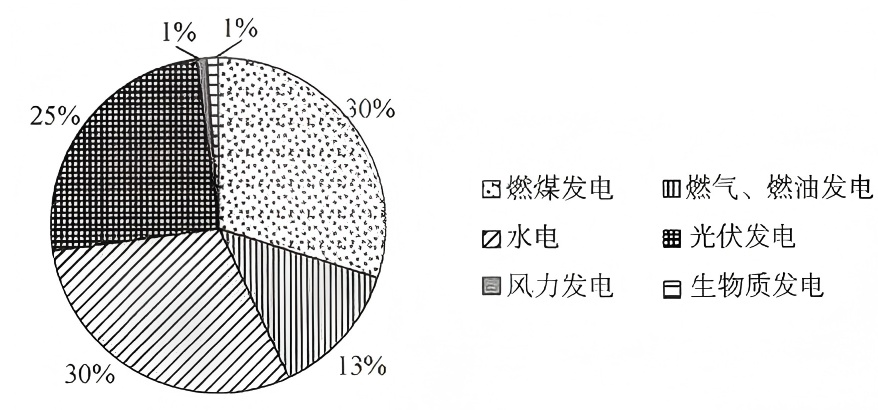 1% 1%
25%
30%
30%
13%
燃煤发电 燃气、燃油发电
水电 光伏发电
风力发电 生物质发电